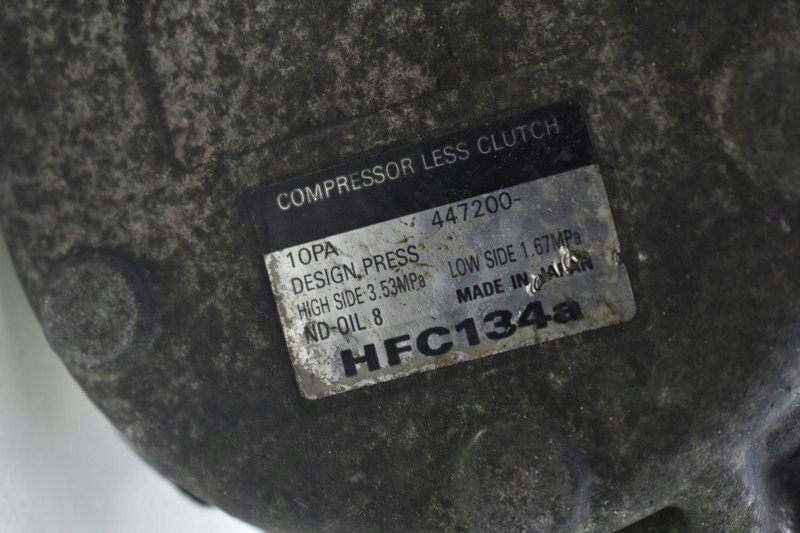 COMPRESSOR LESS CLUTCH
10PA 447200-
DESIGN PRESS
HIGH SIDE 3.53MPa LOW SIDE 1.67MPa
ND-OIL 8 MADE IN JAPAN
HFC134a